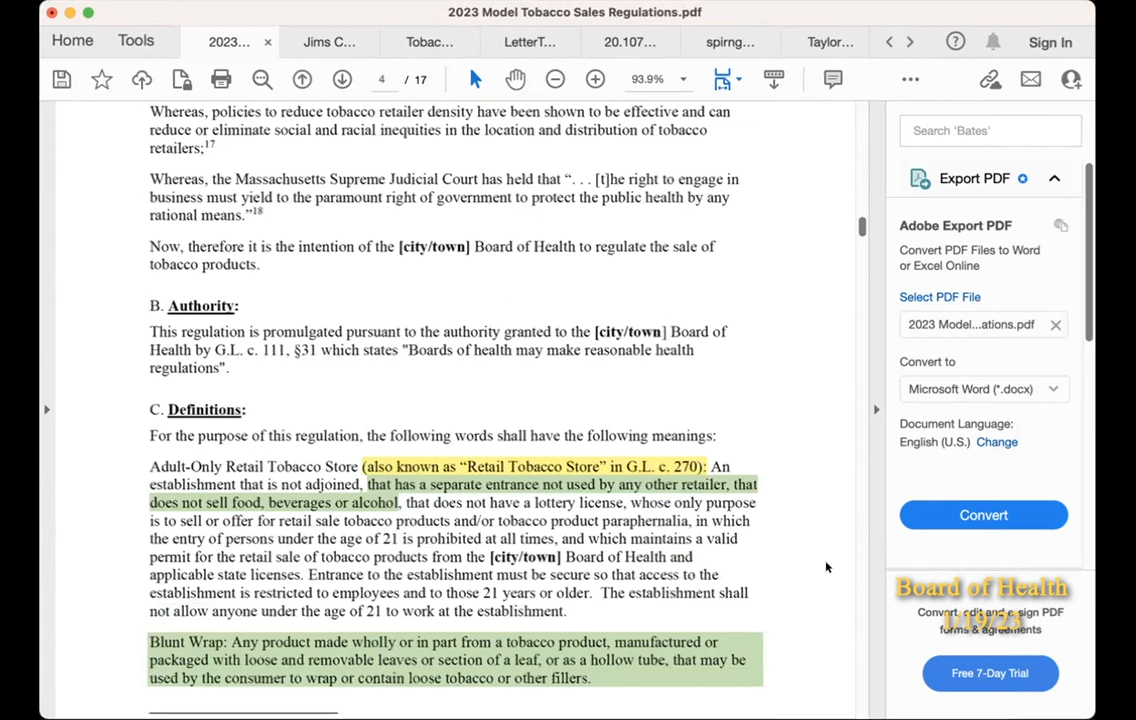 2023 Model Tobacco Sales Regulations.pdf
Home Tools 2023... × Jims C... Tobac... LetterT... 20.107... spirng... Taylor... Sign In
4 / 17 93.9%
Whereas, policies to reduce tobacco retailer density have been shown to be effective and can
reduce or eliminate social and racial inequities in the location and distribution of tobacco
retailers;17
Whereas, the Massachusetts Supreme Judicial Court has held that “. . . [t]he right to engage in
business must yield to the paramount right of government to protect the public health by any
rational means.”18
Now, therefore it is the intention of the [city/town] Board of Health to regulate the sale of
tobacco products.
B. Authority:
This regulation is promulgated pursuant to the authority granted to the [city/town] Board of
Health by G.L. c. 111, §31 which states "Boards of health may make reasonable health
regulations".
C. Definitions:
For the purpose of this regulation, the following words shall have the following meanings:
Adult-Only Retail Tobacco Store (also known as “Retail Tobacco Store” in G.L. c. 270): An
establishment that is not adjoined, that has a separate entrance not used by any other retailer, that
does not sell food, beverages or alcohol, that does not have a lottery license, whose only purpose
is to sell or offer for retail sale tobacco products and/or tobacco product paraphernalia, in which
the entry of persons under the age of 21 is prohibited at all times, and which maintains a valid
permit for the retail sale of tobacco products from the [city/town] Board of Health and
applicable state licenses. Entrance to the establishment must be secure so that access to the
establishment is restricted to employees and to those 21 years or older. The establishment shall
not allow anyone under the age of 21 to work at the establishment.
Blunt Wrap: Any product made wholly or in part from a tobacco product, manufactured or
packaged with loose and removable leaves or section of a leaf, or as a hollow tube, that may be
used by the consumer to wrap or contain loose tobacco or other fillers.
Search 'Bates'
Export PDF
Adobe Export PDF
Convert PDF Files to Word
or Excel Online
Select PDF File
2023 Model...ations.pdf
Convert to
Microsoft Word (*.docx)
Document Language:
English (U.S.) Change
Convert
Board of Health
1/19/23
Convert, edit and e-sign PDF
forms & agreements
Free 7-Day Trial